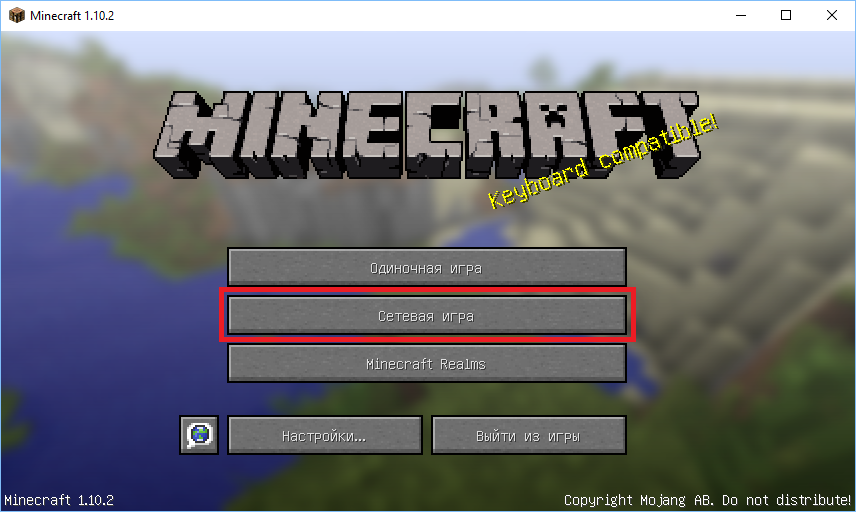 Minecraft 1.10.2
MINECRAFT
Keyboard compatible!
Одиночная игра
Сетевая игра
Minecraft Realms
Настройки...
Выйти из игры
Minecraft 1.10.2
Copyright Mojang AB. Do not distribute!